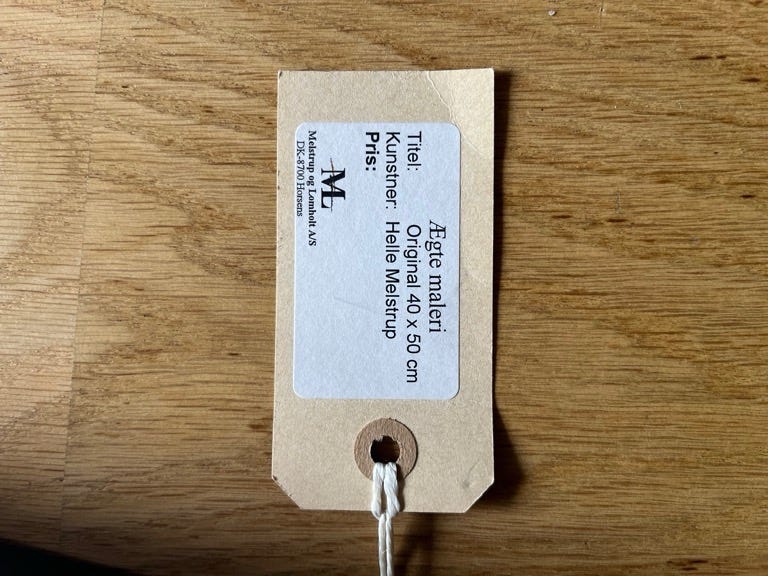 Ægte maleri
Titel: Original 40 x 50 cm
Kunstner: Helle Melstrup
Pris:
ML
Melstrup og Lomholt A/S
DK-8700 Horsens